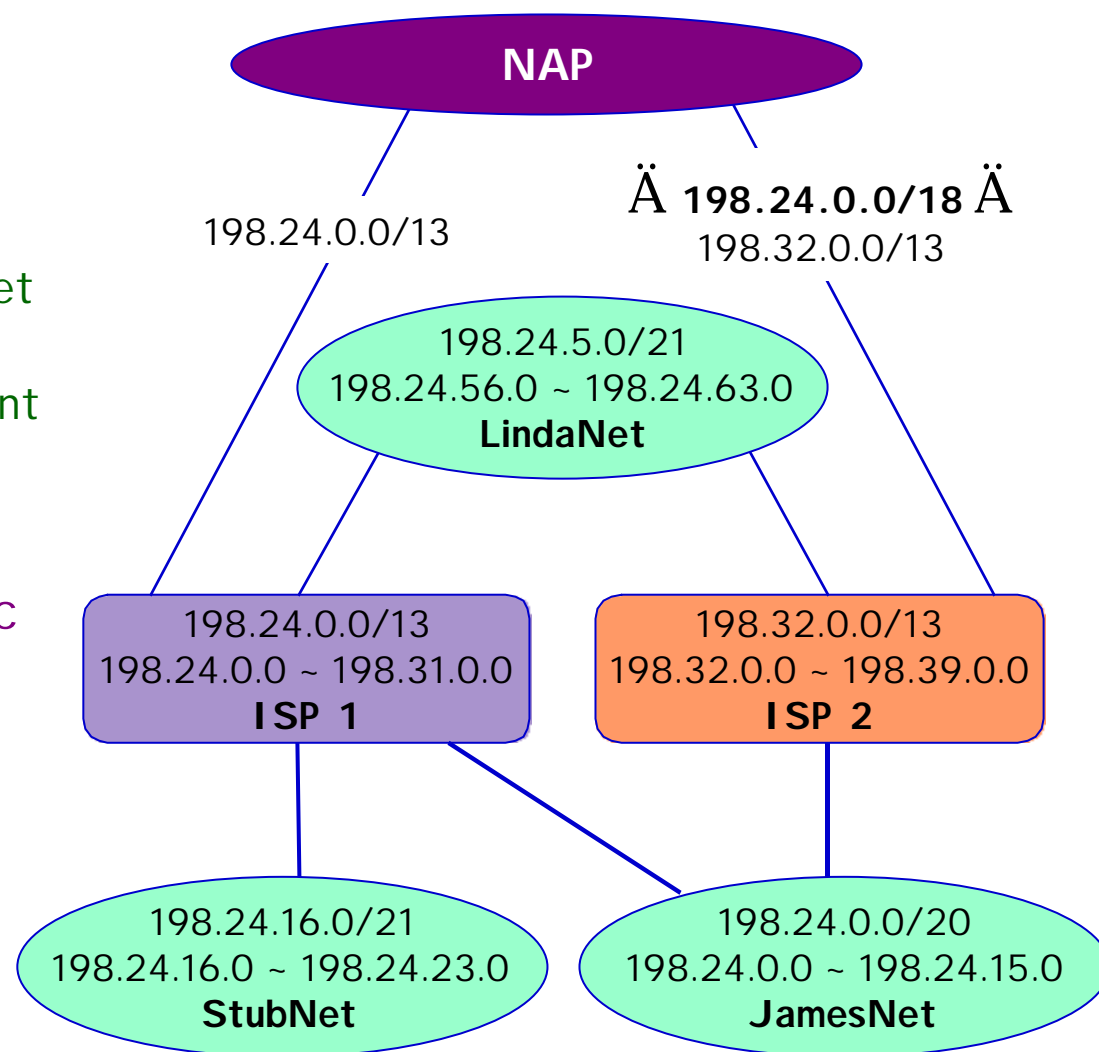 NAP
Ä 198.24.0.0/18 Ä
198.24.0.0/13
198.32.0.0/13
et
198.24.5.0/21
198.24.56.0 ~ 198.24.63.0
LindaNet
nt
c
198.24.0.0/13
198.24.0.0 ~ 198.31.0.0
ISP 1
198.32.0.0/13
198.32.0.0 ~ 198.39.0.0
ISP 2
198.24.16.0/21
198.24.16.0 ~ 198.24.23.0
StubNet
198.24.0.0/20
198.24.0.0 ~ 198.24.15.0
JamesNet